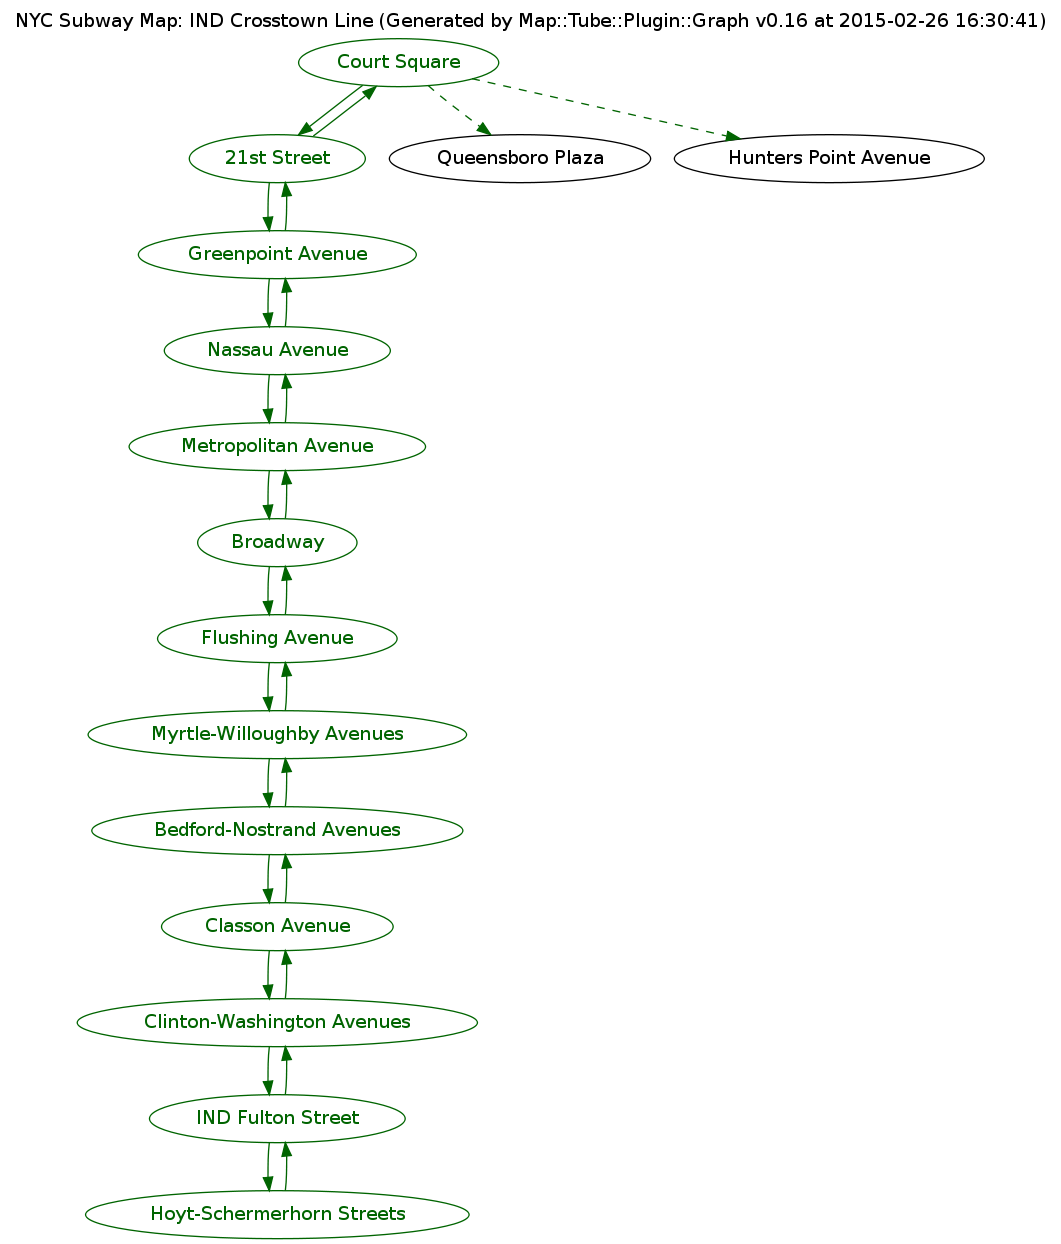 NYC Subway Map: IND Crosstown Line (Generated by Map::Tube::Plugin::Graph v0.16 at 2015-02-26 16:30:41)
Court Square
21st Street
Queensboro Plaza
Hunters Point Avenue
Greenpoint Avenue
Nassau Avenue
Metropolitan Avenue
Broadway
Flushing Avenue
Myrtle-Willoughby Avenues
Bedford-Nostrand Avenues
Classon Avenue
Clinton-Washington Avenues
IND Fulton Street
Hoyt-Schermerhorn Streets